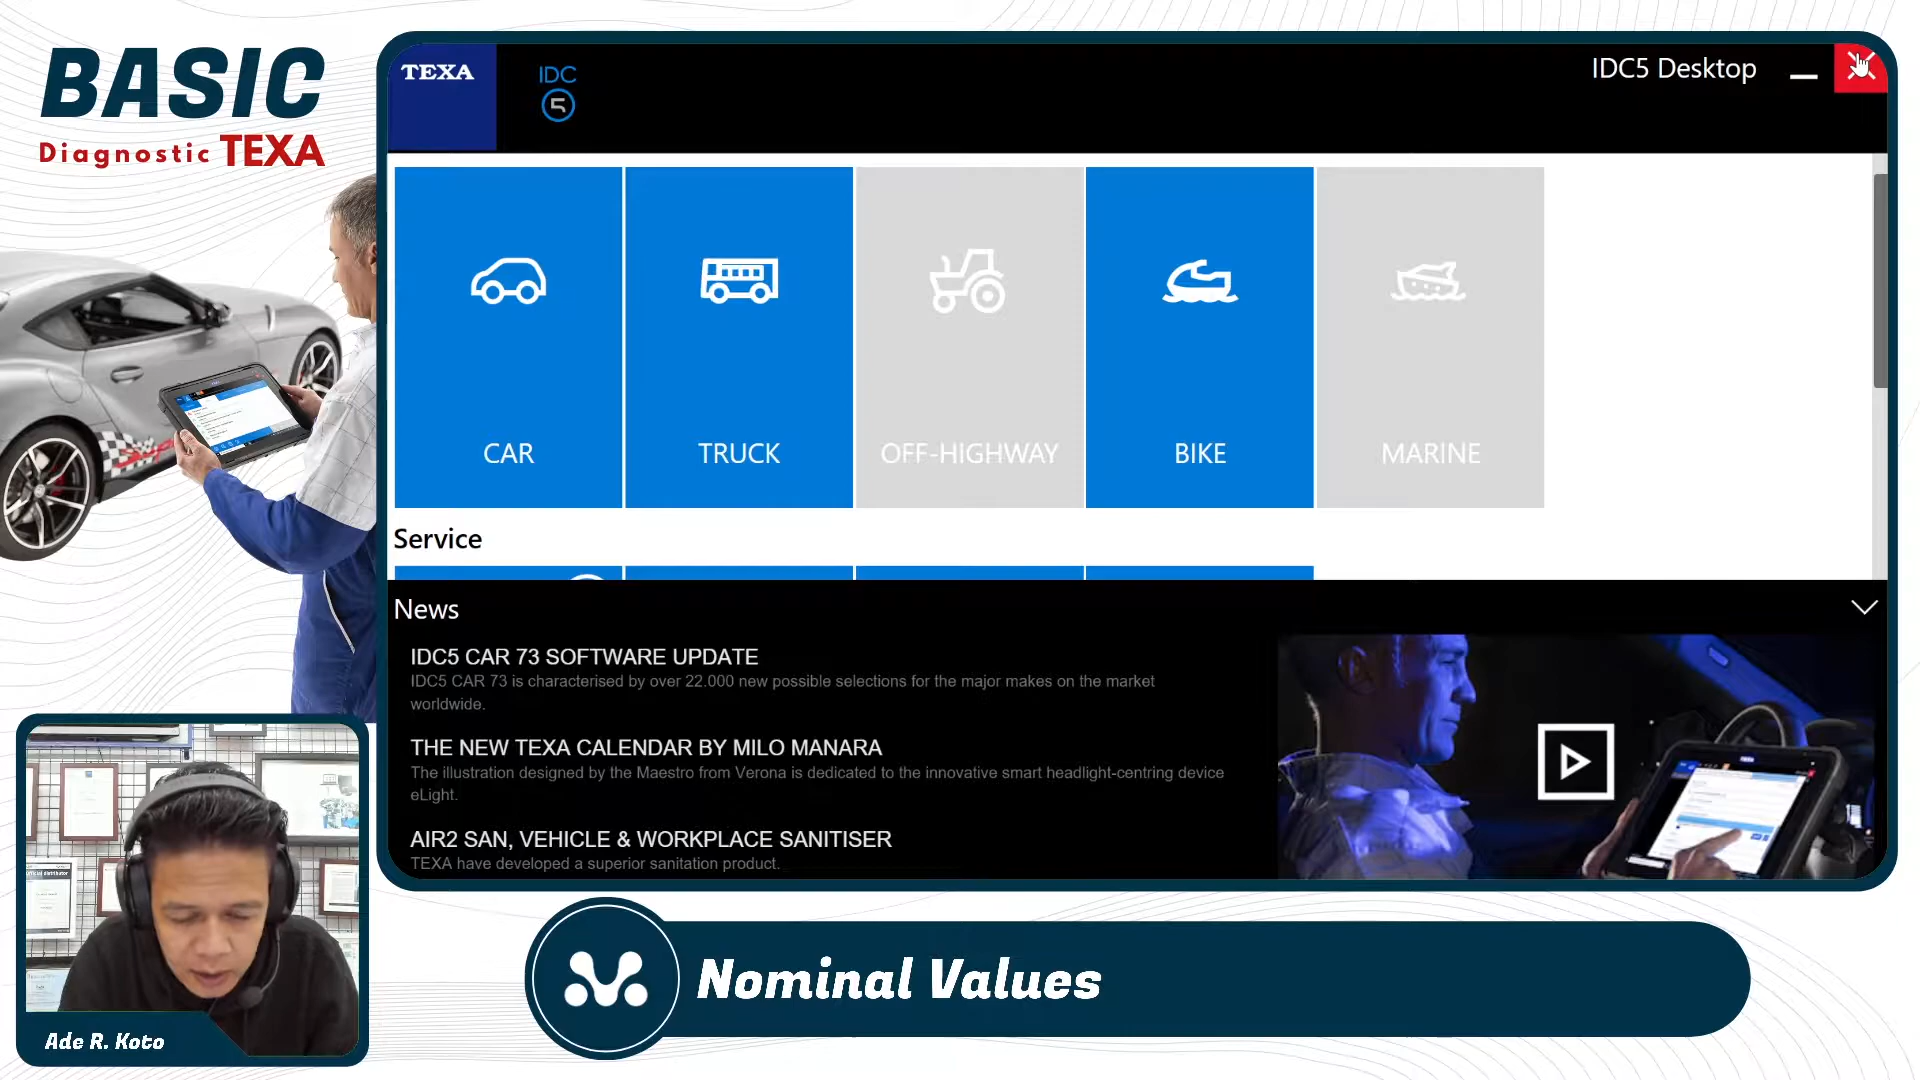 BASIC
Diagnostic TEXA
TEXA
IDC
5
IDC5 Desktop
CAR
TRUCK
OFF-HIGHWAY
BIKE
MARINE
Service
News
IDC5 CAR 73 SOFTWARE UPDATE
IDC5 CAR 73 is characterised by over 22.000 new possible selections for the major makes on the market
worldwide.
THE NEW TEXA CALENDAR BY MILO MANARA
The illustration designed by the Maestro from Verona is dedicated to the innovative smart headlight-centring device
eLight.
AIR2 SAN, VEHICLE & WORKPLACE SANITISER
TEXA have developed a superior sanitation product.
official distributor
Ade R. Koto
Nominal Values